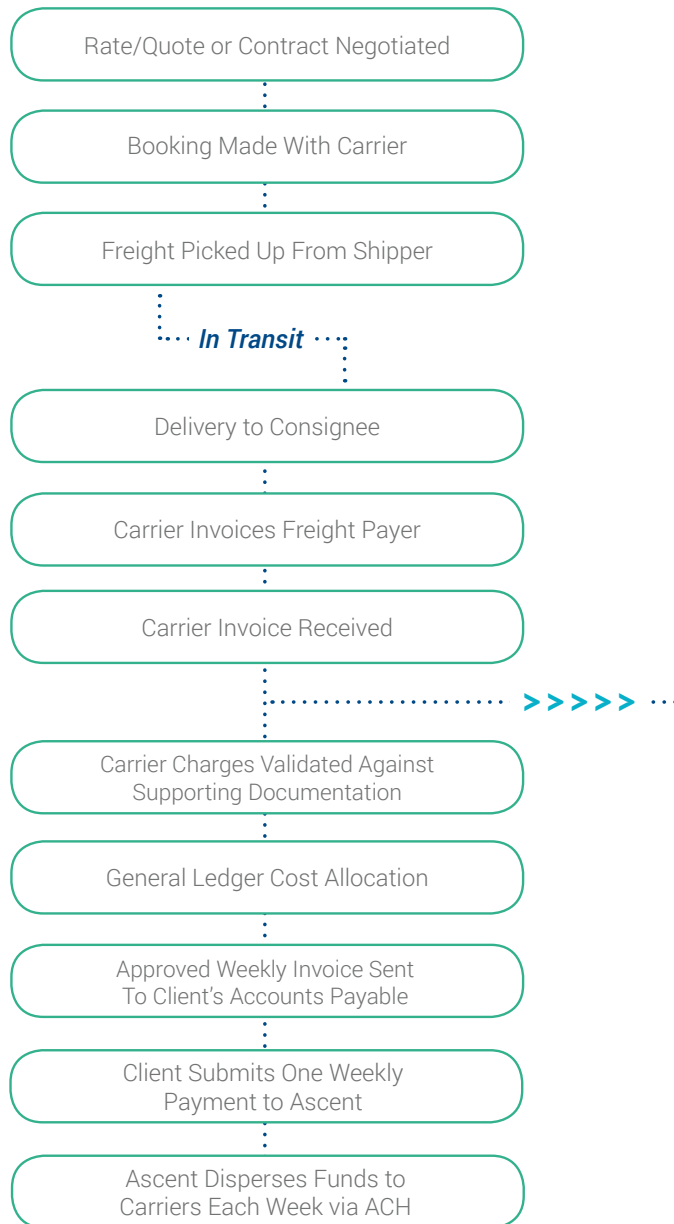 Rate/Quote or Contract Negotiated
Booking Made With Carrier
Freight Picked Up From Shipper
In Transit
Delivery to Consignee
Carrier Invoices Freight Payer
Carrier Invoice Received
>>>>>
Carrier Charges Validated Against
Supporting Documentation
General Ledger Cost Allocation
Approved Weekly Invoice Sent
To Client’s Accounts Payable
Client Submits One Weekly
Payment to Ascent
Ascent Disperses Funds to
Carriers Each Week via ACH